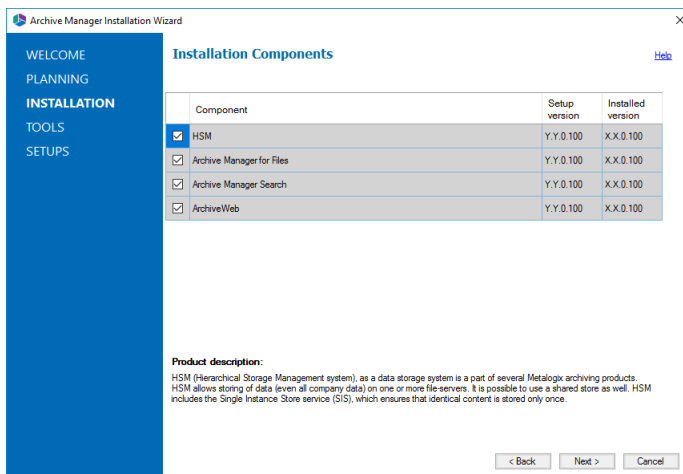 Archive Manager Installation Wizard
WELCOME
PLANNING
INSTALLATION
TOOLS
SETUPS
Installation Components
Help
Component
Setup version
Installed version
HSM Y.Y.0.100 X.X.0.100
Archive Manager for Files Y.Y.0.100 X.X.0.100
Archive Manager Search Y.Y.0.100 X.X.0.100
ArchiveWeb Y.Y.0.100 X.X.0.100
Product description:
HSM (Hierarchical Storage Management system), as a data storage system is a part of several Metalogix archiving products.
HSM allows storing of data (even all company data) on one or more file-servers. It is possible to use a shared store as well. HSM
includes the Single Instance Store service (SIS), which ensures that identical content is stored only once.
< Back
Next >
Cancel